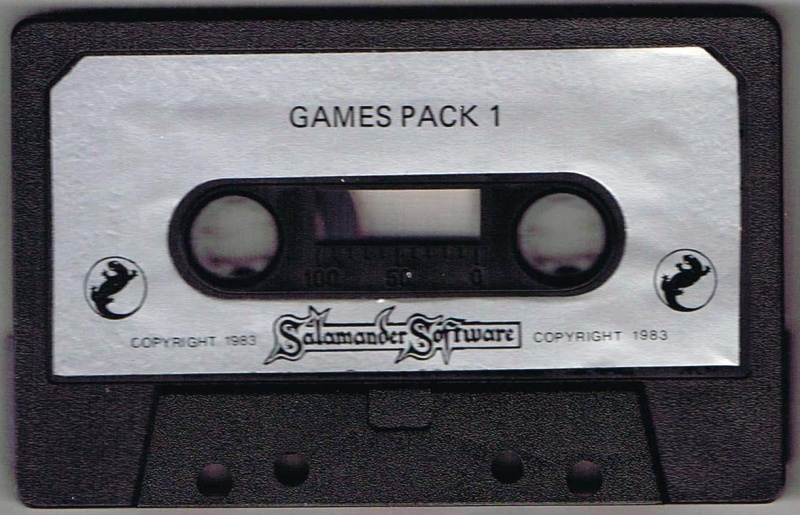 GAMES PACK 1
100 50 0
COPYRIGHT 1983 Salamander Software COPYRIGHT 1983